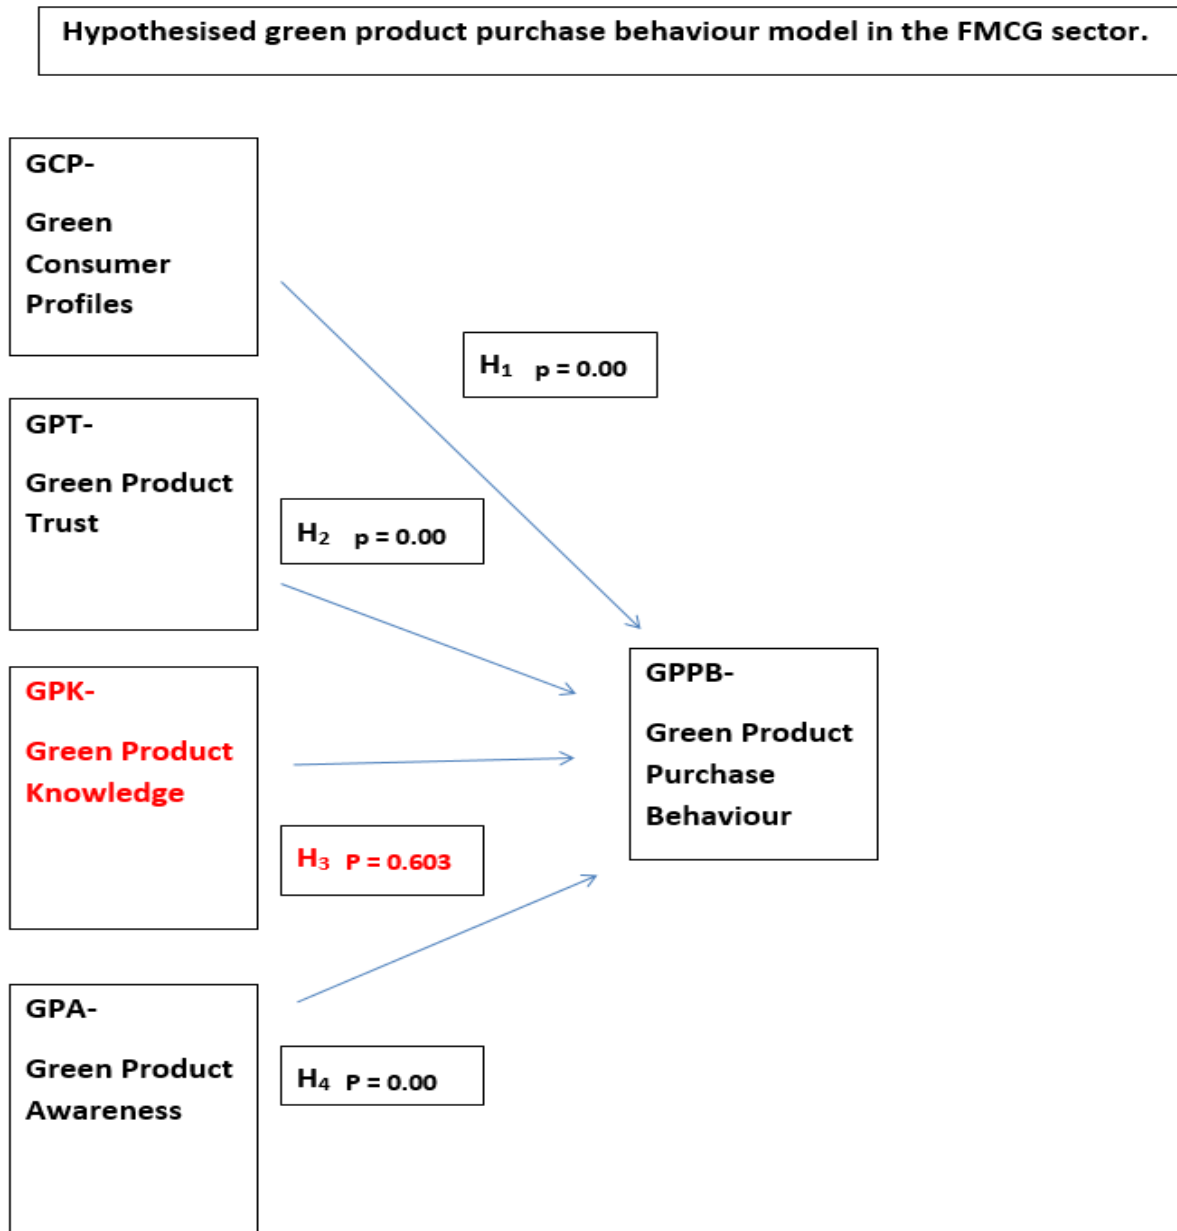 Hypothesised green product purchase behaviour model in the FMCG sector.
GCP-
Green
Consumer
Profiles
H₁ p = 0.00
GPT-
Green Product
Trust
H₂ p = 0.00
GPK-
Green Product
Knowledge
H₃ P = 0.603
GPPB-
Green Product
Purchase
Behaviour
GPA-
Green Product
Awareness
H₄ P = 0.00